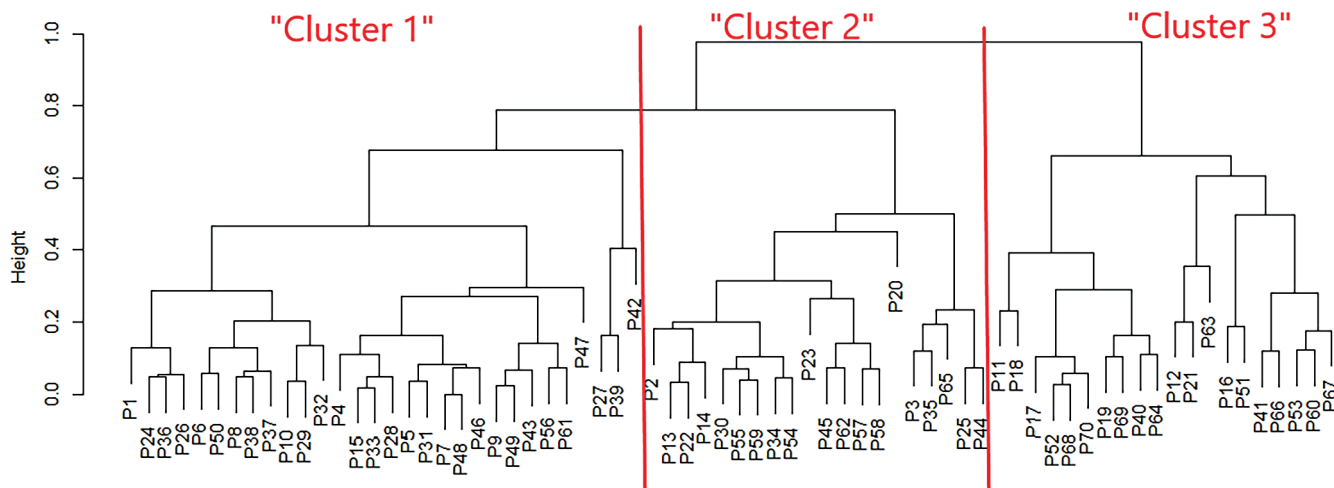 "Cluster 1"
"Cluster 2"
"Cluster 3"
Height
1.0
0.8
0.6
0.4
0.2
0.0
P1
P24
P36
P26
P6
P50
P8
P38
P37
P10
P29
P32
P4
P15
P33
P28
P5
P31
P7
P48
P46
P9
P49
P43
P56
P61
P47
P27
P39
P42
P2
P13
P22
P14
P30
P55
P59
P34
P54
P23
P45
P62
P57
P58
P20
P3
P35
P65
P25
P44
P11
P18
P17
P52
P68
P70
P19
P69
P40
P64
P12
P21
P63
P16
P51
P41
P66
P53
P60
P67